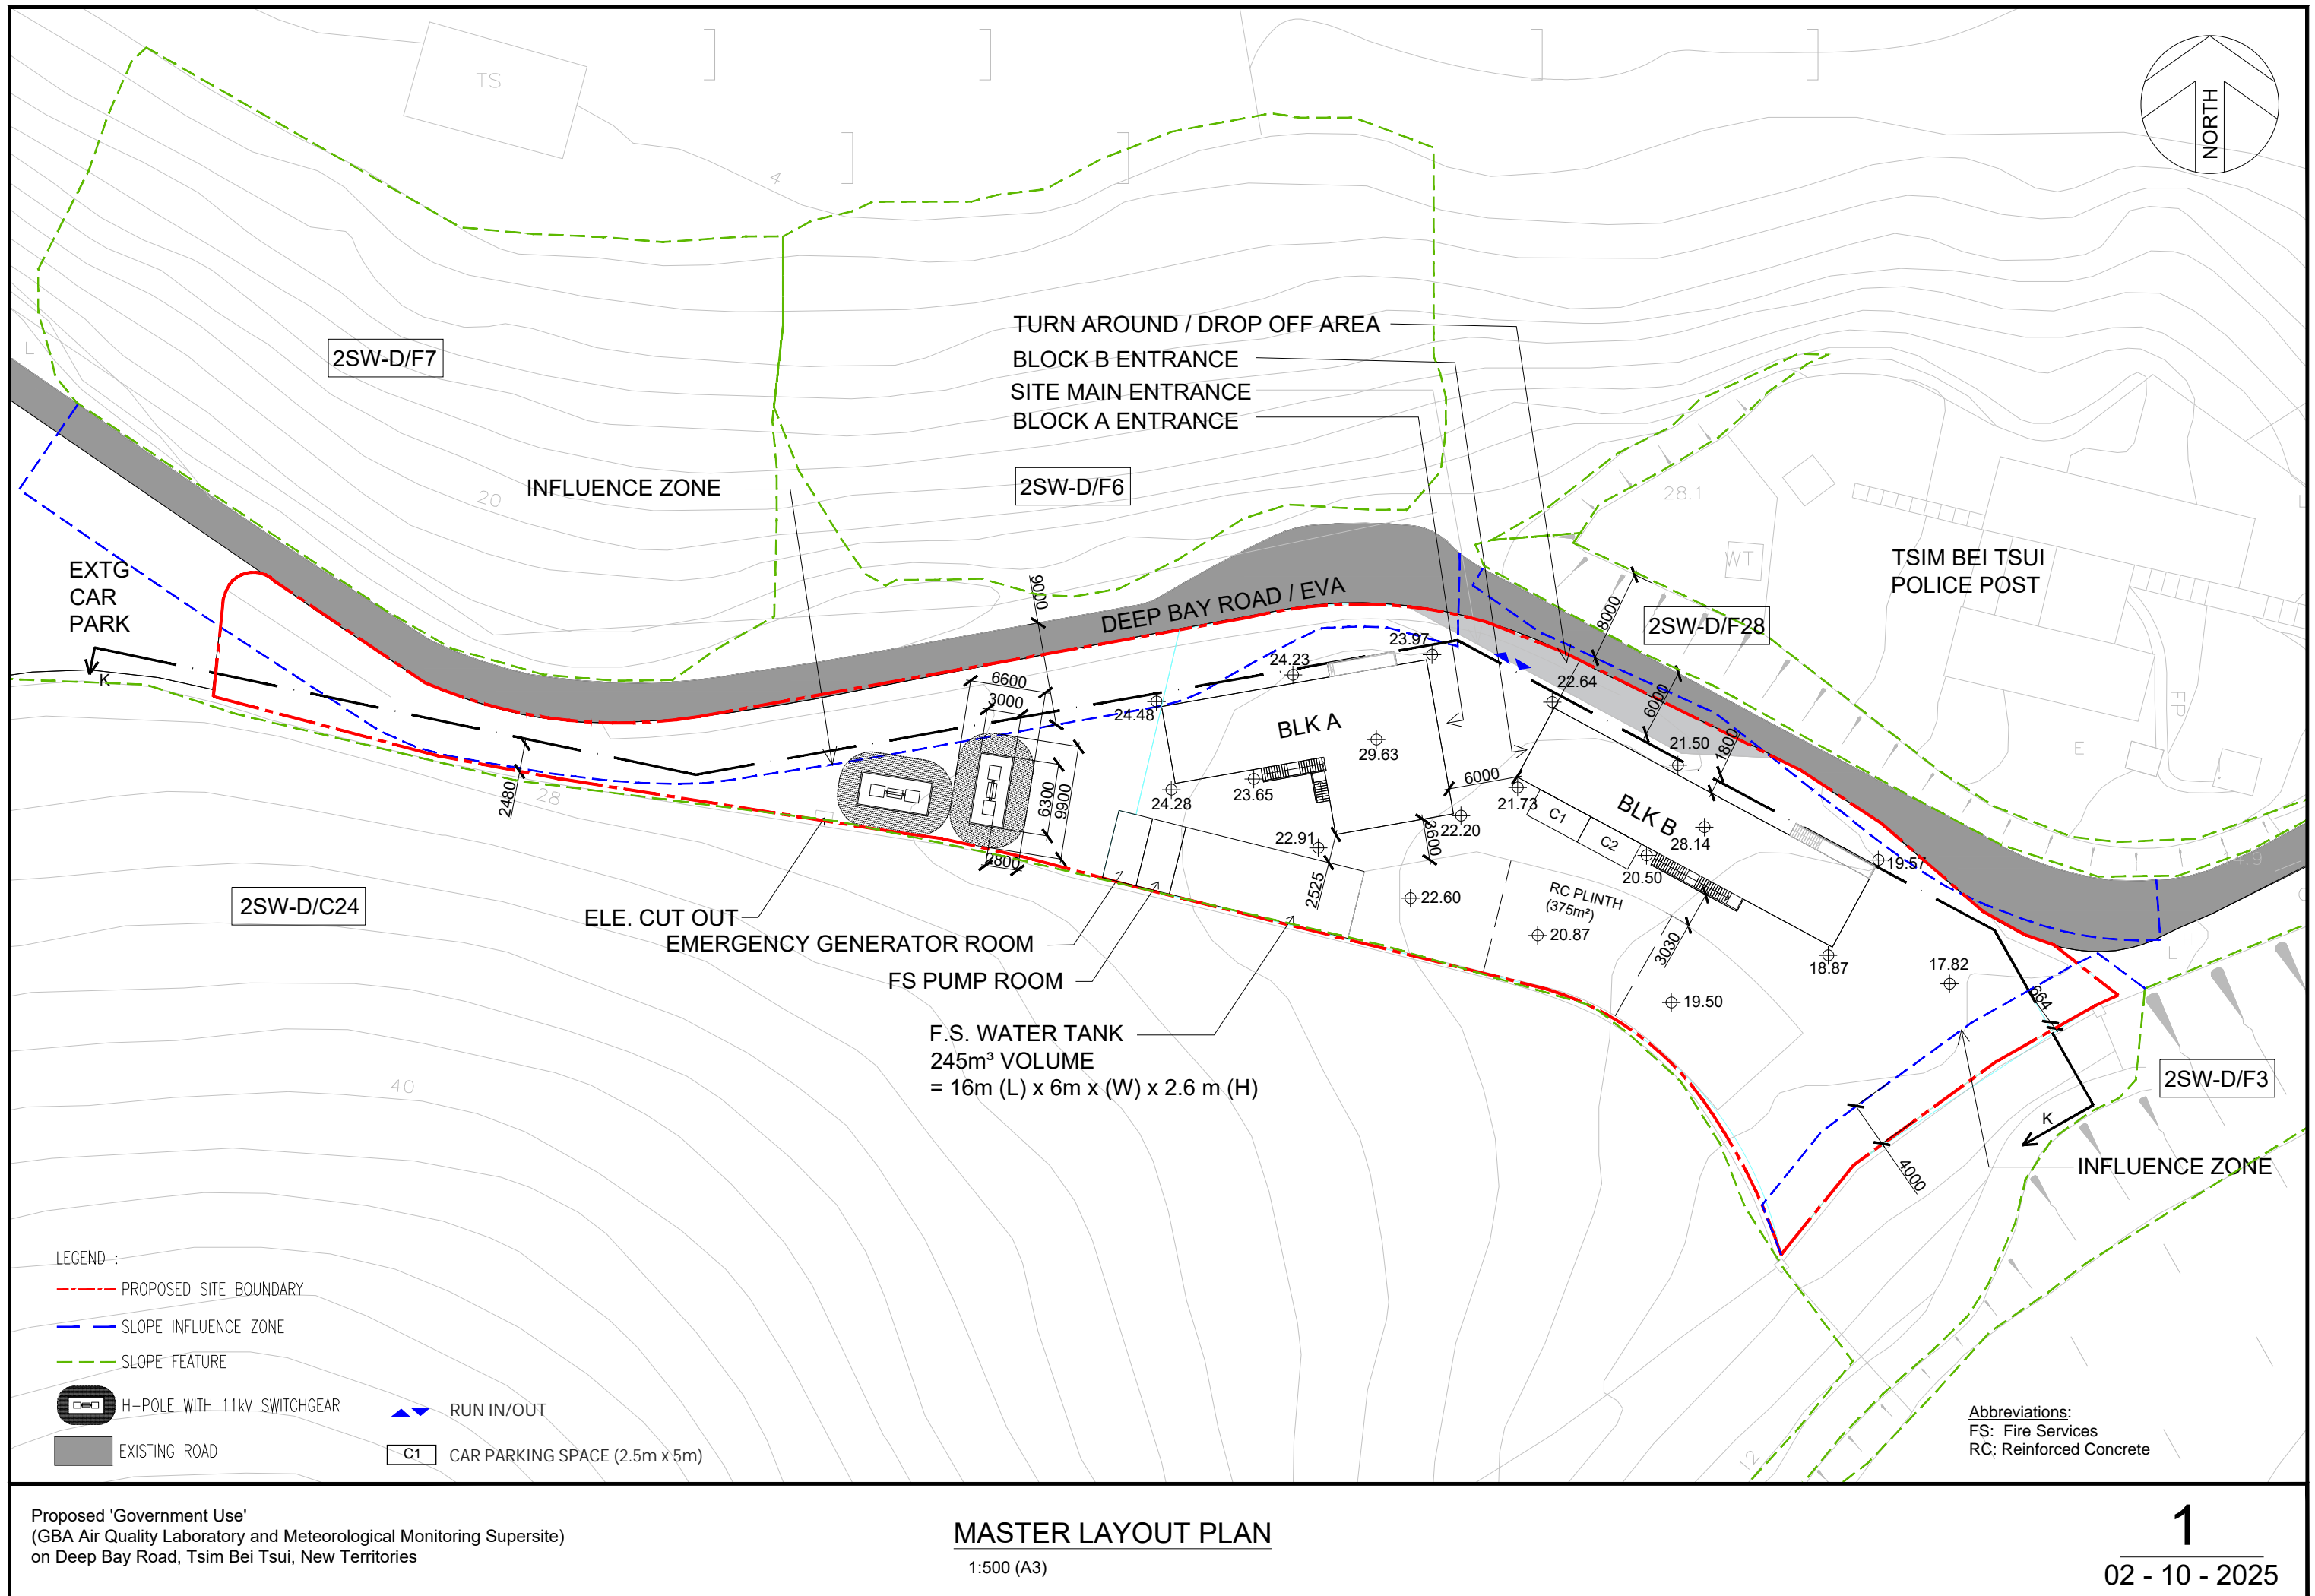 TS
4
NORTH
TURN AROUND / DROP OFF AREA
BLOCK B ENTRANCE
SITE MAIN ENTRANCE
BLOCK A ENTRANCE
L
2SW-D/F7
INFLUENCE ZONE
2SW-D/F6
20
28.1
WT
TSIM BEI TSUI
POLICE POST
EXTG
CAR
PARK
9000
DEEP BAY ROAD / EVA
8000
2SW-D/F28
23.97
24.23
22.64
K
6600
3000
24.48
6000
FP
BLK A
29.63
21.50
1800
E
6000
2480
28
6300
9900
24.28
23.65
21.73
C1
BLK B
C2
28.14
22.91
3600
22.20
2800
20.50
19.57
4.9
2SW-D/C24
ELE. CUT OUT
2525
22.60
RC PLINTH
(375m²)
20.87
3030
EMERGENCY GENERATOR ROOM
FS PUMP ROOM
18.87
17.82
L
664
19.50
F.S. WATER TANK
245m³ VOLUME
= 16m (L) x 6m x (W) x 2.6 m (H)
40
2SW-D/F3
K
4000
INFLUENCE ZONE
12
LEGEND :
PROPOSED SITE BOUNDARY
SLOPE INFLUENCE ZONE
SLOPE FEATURE
H-POLE WITH 11kV SWITCHGEAR
RUN IN/OUT
EXISTING ROAD
C1
CAR PARKING SPACE (2.5m x 5m)
Abbreviations:
FS: Fire Services
RC: Reinforced Concrete
Proposed 'Government Use'
(GBA Air Quality Laboratory and Meteorological Monitoring Supersite)
on Deep Bay Road, Tsim Bei Tsui, New Territories
MASTER LAYOUT PLAN
1:500 (A3)
1
02 - 10 - 2025